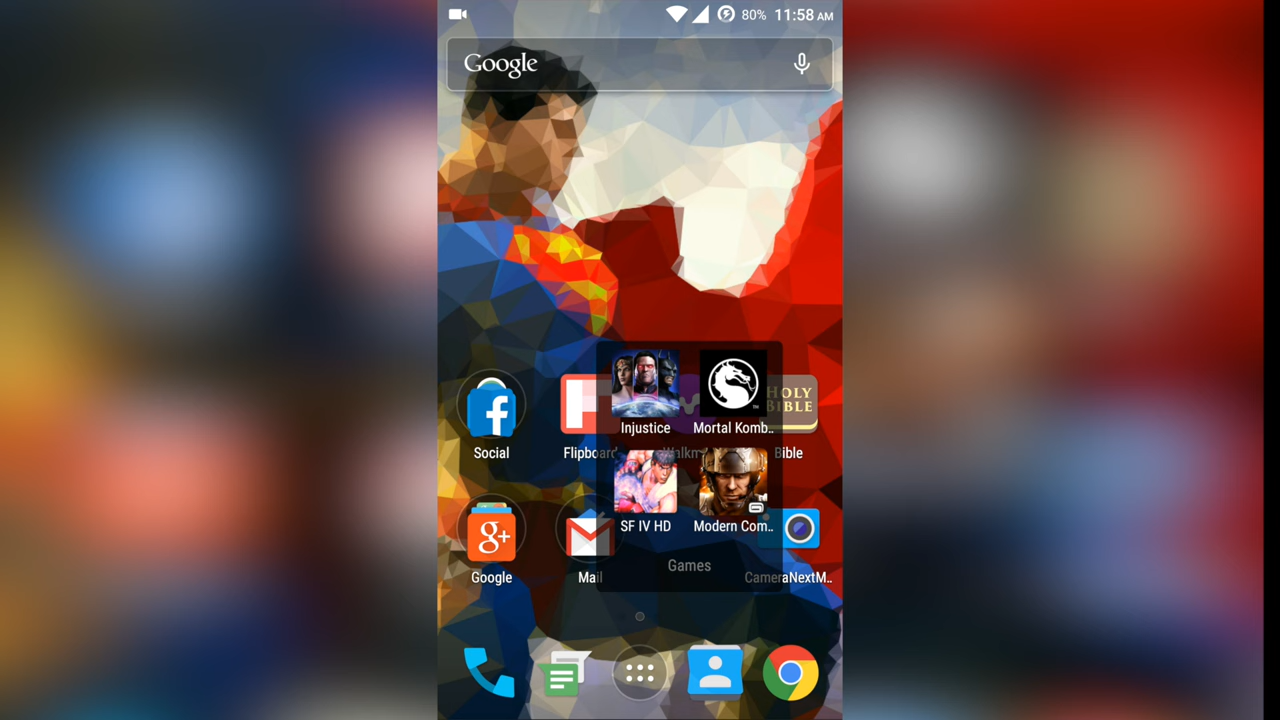 80% 11:58 AM
Google
Injustice
Mortal Komb..
HOLY
BIBLE
Social
Flipboard
Walkm
Bible
SF IV HD
Modern Com..
g+
Games
Google
Mail
CameraNextM..